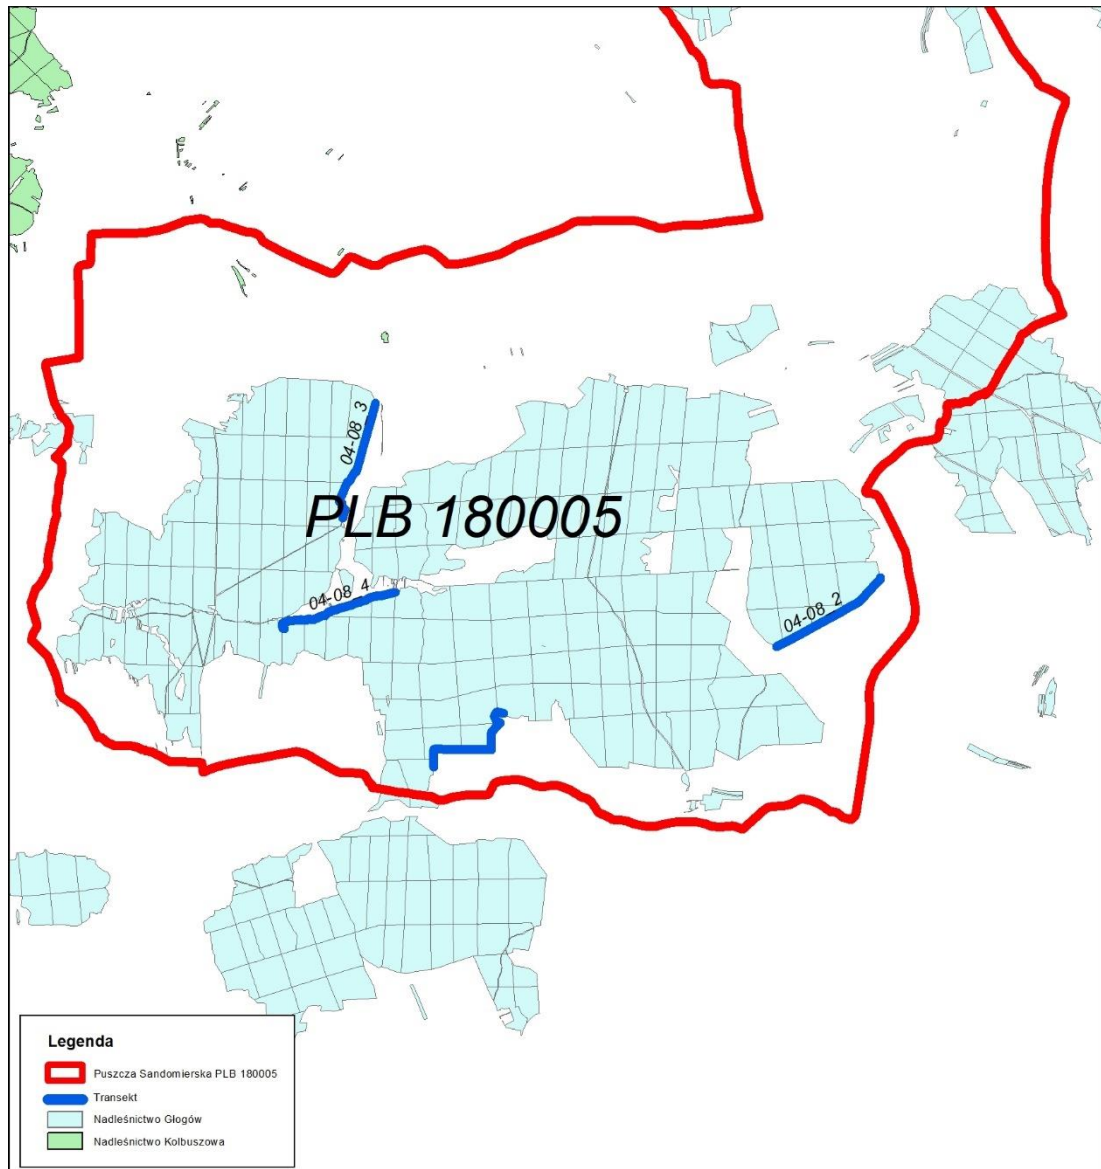 04-08_3
PLB 180005
04-08_4
04-08_2
Legenda
Puszcza Sandomierska PLB 180005
Transekt
Nadleśnictwo Głogów
Nadleśnictwo Kolbuszowa